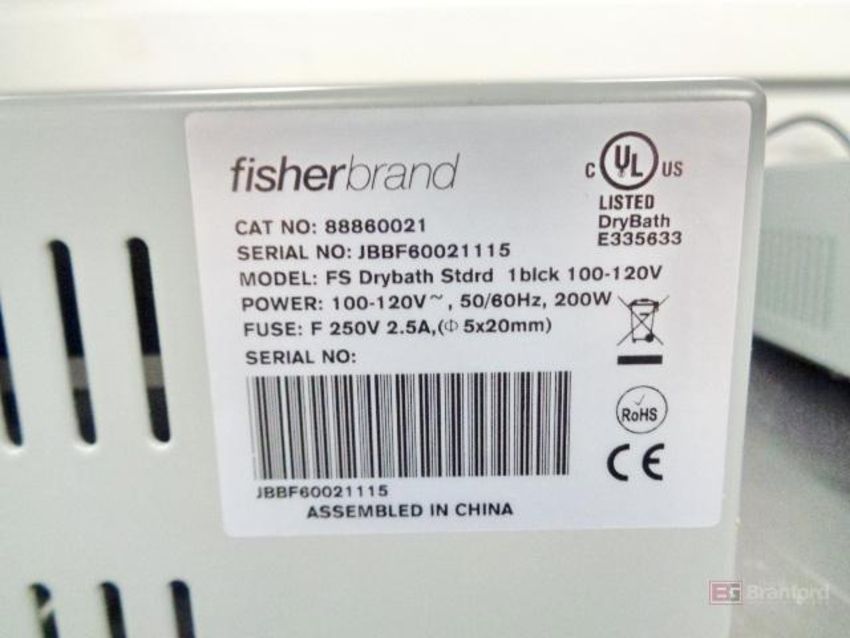 fisherbrand
C UL US
LISTED
DryBath
E335633
CAT NO: 88860021
SERIAL NO: JBBF60021115
MODEL: FS Drybath Stdrd 1blck 100-120V
POWER: 100-120V~, 50/60Hz, 200W
FUSE: F 250V 2.5A,(Φ 5x20mm)
SERIAL NO:
RoHS
CE
JBBF60021115
ASSEMBLED IN CHINA
Branford